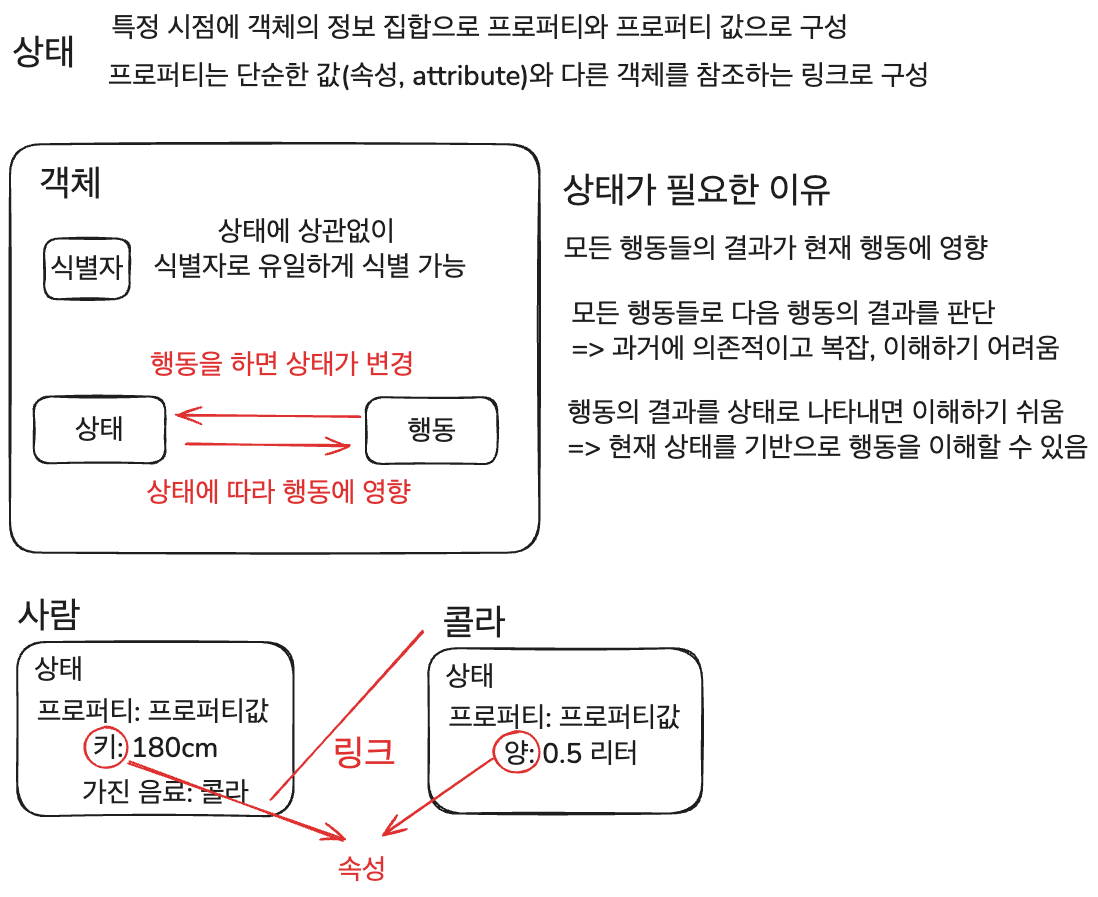 상태
특정 시점에 객체의 정보 집합으로 프로퍼티와 프로퍼티 값으로 구성
프로퍼티는 단순한 값(속성, attribute)와 다른 객체를 참조하는 링크로 구성
객체
식별자
상태에 상관없이
식별자로 유일하게 식별 가능
행동을 하면 상태가 변경
상태
행동
상태에 따라 행동에 영향
상태가 필요한 이유
모든 행동들의 결과가 현재 행동에 영향
모든 행동들로 다음 행동의 결과를 판단
=> 과거에 의존적이고 복잡, 이해하기 어려움
행동의 결과를 상태로 나타내면 이해하기 쉬움
=> 현재 상태를 기반으로 행동을 이해할 수 있음
사람
상태
프로퍼티: 프로퍼티값
키: 180cm
가진 음료: 콜라
링크
콜라
상태
프로퍼티: 프로퍼티값
양: 0.5 리터
속성